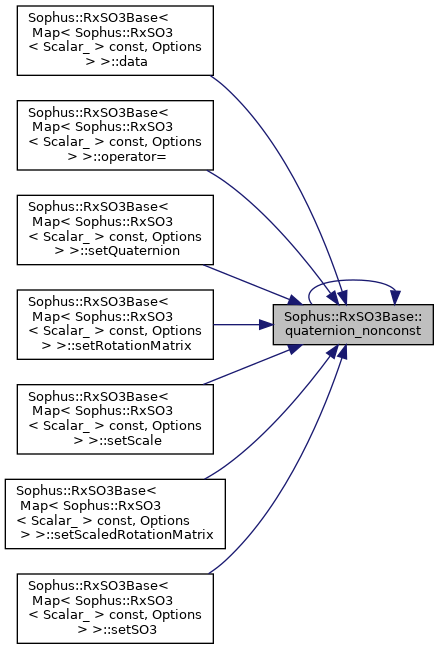 Sophus::RxSO3Base<
Map< Sophus::RxSO3
< Scalar_ > const, Options
> >::data
Sophus::RxSO3Base<
Map< Sophus::RxSO3
< Scalar_ > const, Options
> >::operator=
Sophus::RxSO3Base<
Map< Sophus::RxSO3
< Scalar_ > const, Options
> >::setQuaternion
Sophus::RxSO3Base<
Map< Sophus::RxSO3
< Scalar_ > const, Options
> >::setRotationMatrix
Sophus::RxSO3Base<
Map< Sophus::RxSO3
< Scalar_ > const, Options
> >::setScale
Sophus::RxSO3Base<
Map< Sophus::RxSO3
< Scalar_ > const, Options
> >::setScaledRotationMatrix
Sophus::RxSO3Base<
Map< Sophus::RxSO3
< Scalar_ > const, Options
> >::setSO3
Sophus::RxSO3Base::
quaternion_nonconst